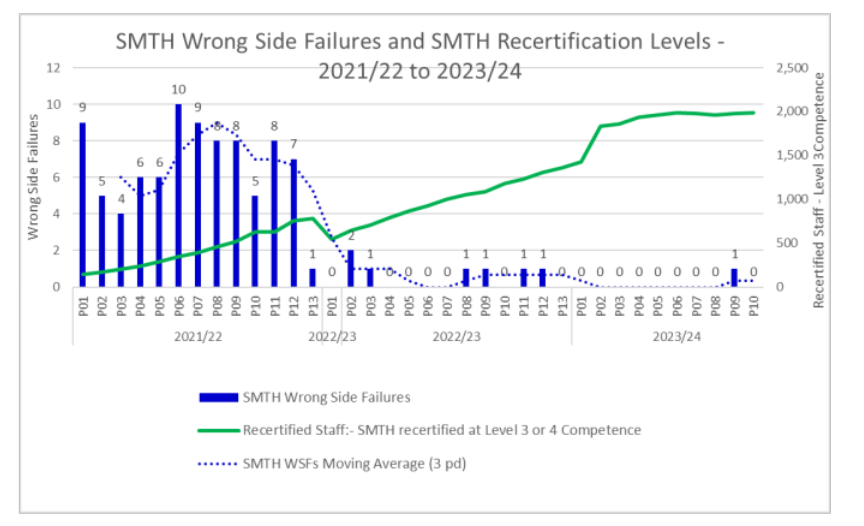 SMTH Wrong Side Failures and SMTH Recertification Levels -
2021/22 to 2023/24
Wrong Side Failures
12
10
8
6
4
2
0
9 5 4 6 6 10 9 8 8 5 8 7 1 0 2 1 0 0 0 0 1 1 0 1 1 0 0 0 0 0 0 0 0 0 1 0
2,500
2,000
1,500
1,000
500
0
Recertified Staff - Level 3Competence
P01 P02 P03 P04 P05 P06 P07 P08 P09 P10 P11 P12 P13 P01 P02 P03 P04 P05 P06 P07 P08 P09 P10 P11 P12 P13 P01 P02 P03 P04 P05 P06 P07 P08 P09 P10
2021/22 2022/23 2022/23 2023/24
SMTH Wrong Side Failures
Recertified Staff:- SMTH recertified at Level 3 or 4 Competence
SMTH WSFs Moving Average (3 pd)